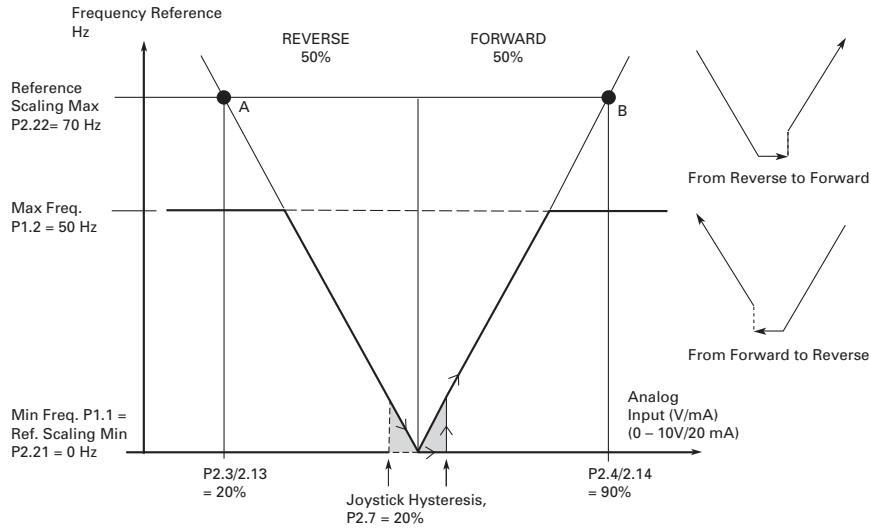 Frequency Reference
Hz
REVERSE
50%
FORWARD
50%
Reference
Scaling Max
P2.22= 70 Hz
A
B
From Reverse to Forward
Max Freq.
P1.2 = 50 Hz
From Forward to Reverse
Min Freq. P1.1 =
Ref. Scaling Min
P2.21 = 0 Hz
Analog
Input (V/mA)
(0 – 10V/20 mA)
P2.3/2.13
= 20%
Joystick Hysteresis,
P2.7 = 20%
P2.4/2.14
= 90%